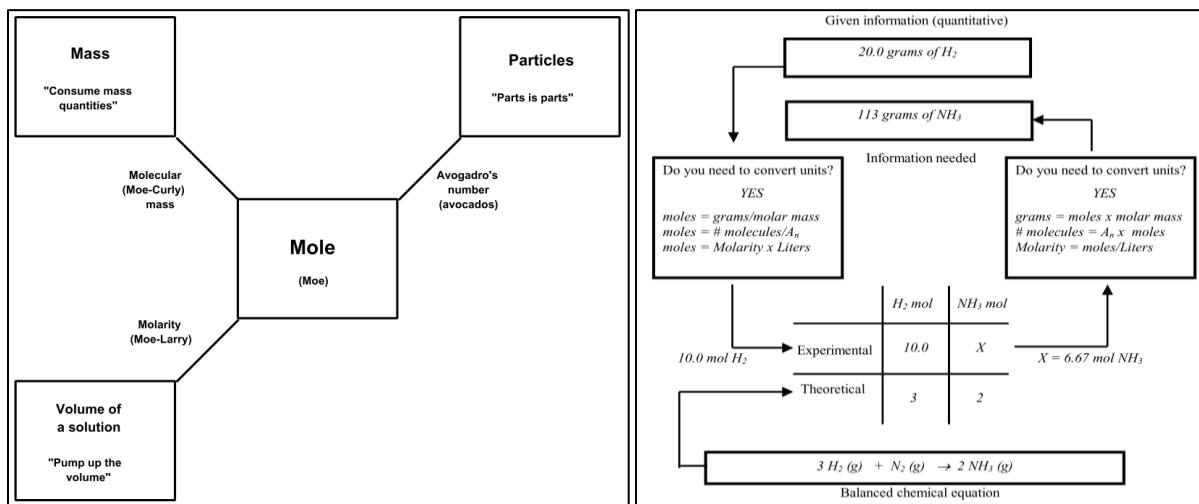 Mass
"Consume mass
quantities"
Particles
"Parts is parts"
Molecular
(Moe-Curly)
mass
Avogadro's
number
(avocados)
Mole
(Moe)
Molarity
(Moe-Larry)
Volume of
a solution
"Pump up the
volume"
Given information (quantitative)
20.0 grams of H₂
113 grams of NH₃
Information needed
Do you need to convert units?
YES
moles = grams/molar mass
moles = # molecules/Aₙ
moles = Molarity x Liters
Do you need to convert units?
YES
grams = moles x molar mass
# molecules = Aₙ x moles
Molarity = moles/Liters
H₂ mol NH₃ mol
10.0 mol H₂
Experimental 10.0 X
X = 6.67 mol NH₃
Theoretical 3 2
3 H₂ (g) + N₂ (g) → 2 NH₃ (g)
Balanced chemical equation